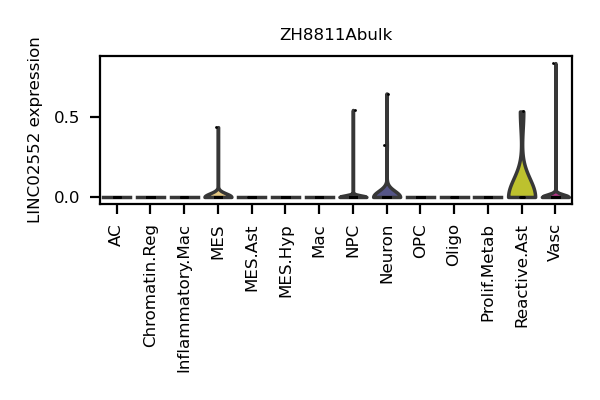 ZH8811Abulk
LINC02552 expression
0.5
0.0
AC
Chromatin.Reg
Inflammatory.Mac
MES
MES.Ast
MES.Hyp
Mac
NPC
Neuron
OPC
Oligo
Prolif.Metab
Reactive.Ast
Vasc